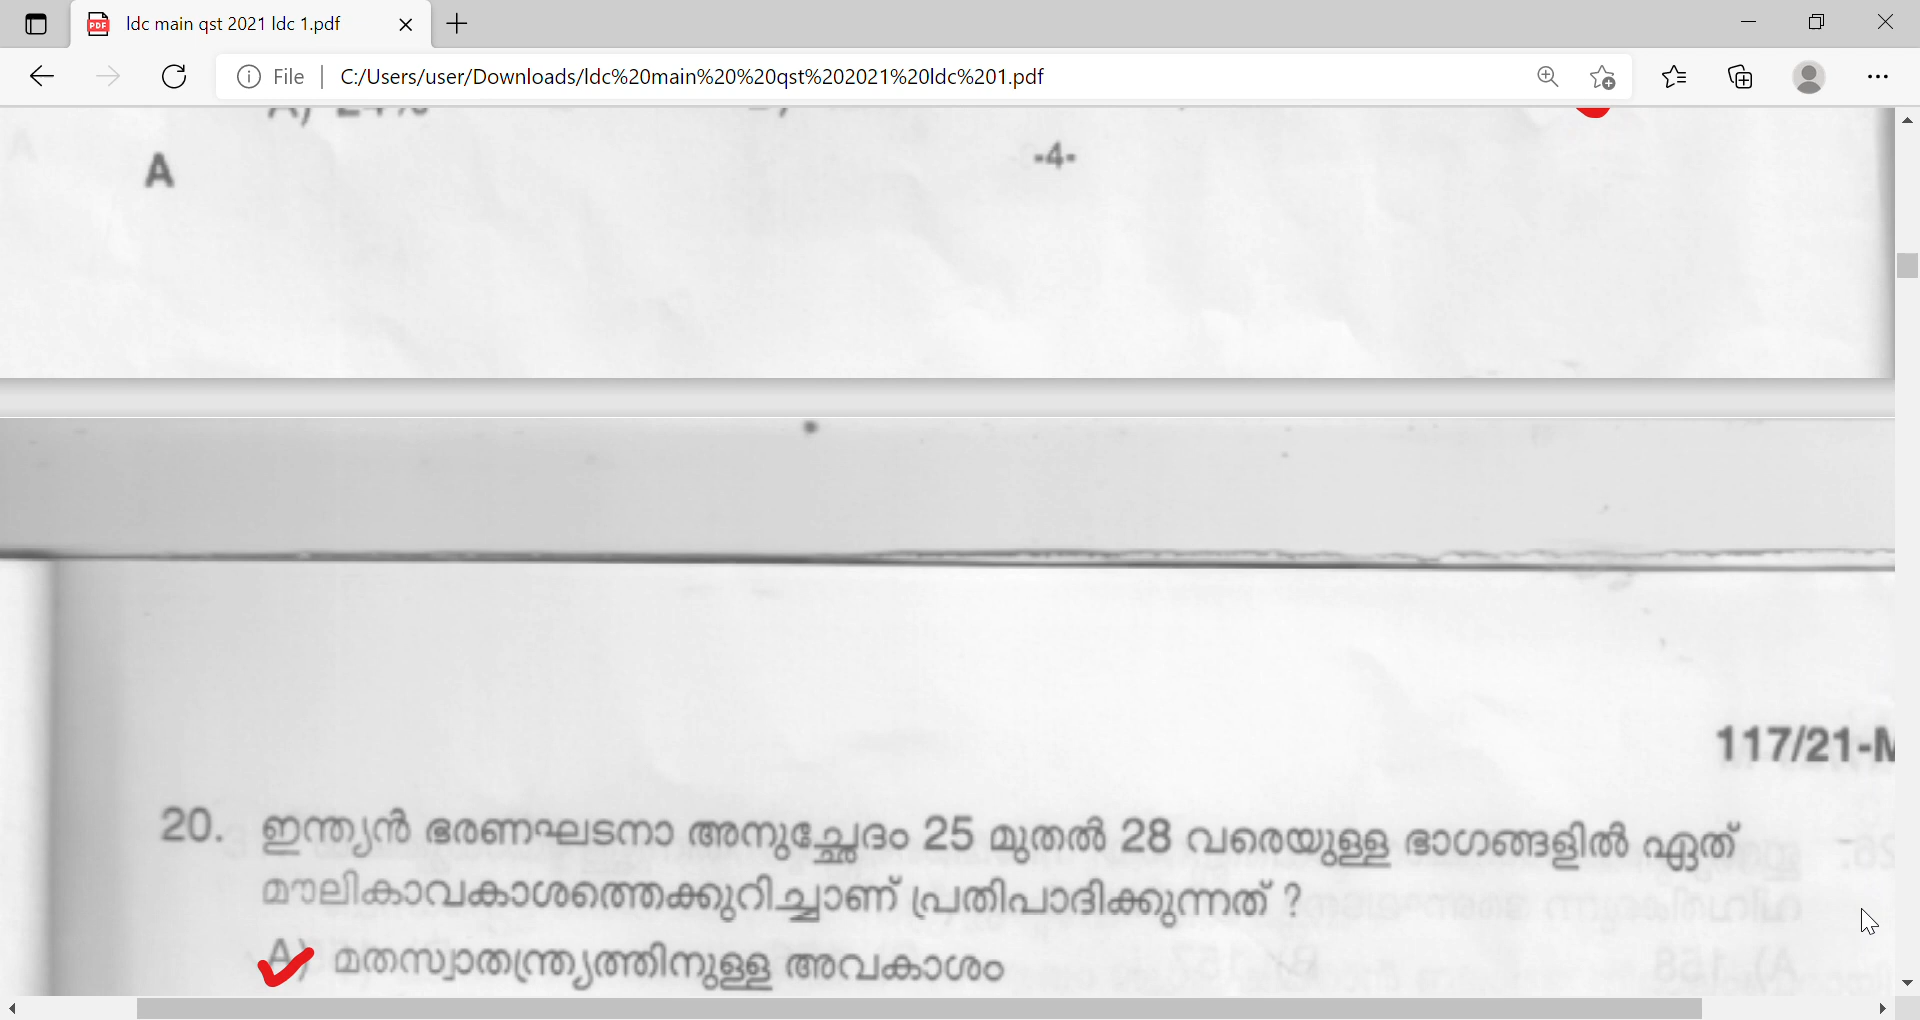 ldc main qst 2021 ldc 1.pdf
File
C:/Users/user/Downloads/ldc%20main%20%20qst%202021%20ldc%201.pdf
A
-4-
117/21-M
20. ഇന്ത്യൻ ഭരണഘടനാ അനുച്ഛേദം 25 മുതൽ 28 വരെയുള്ള ഭാഗങ്ങളിൽ ഏത്
മൗലികാവകാശത്തെക്കുറിച്ചാണ് പ്രതിപാദിക്കുന്നത് ?
A) മതസ്വാതന്ത്ര്യത്തിനുള്ള അവകാശം